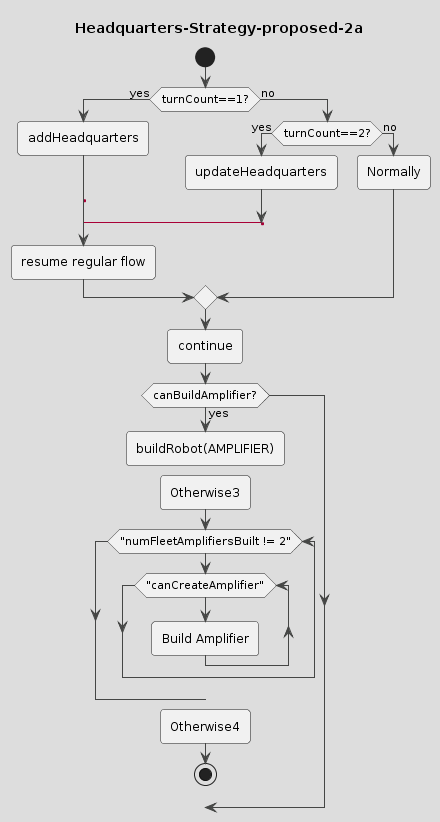 Headquarters-Strategy-proposed-2a
yes
turnCount==1?
no
addHeadquarters
yes
turnCount==2?
no
updateHeadquarters
Normally
resume regular flow
continue
canBuildAmplifier?
yes
buildRobot(AMPLIFIER)
Otherwise3
"numFleetAmplifiersBuilt != 2"
"canCreateAmplifier"
Build Amplifier
Otherwise4